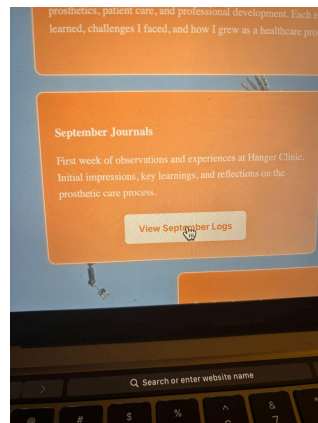 prosthetics, patient care, and professional development. Each
learned, challenges I faced, and how I grew as a healthcare
September Journals
First week of observations and experiences at Hanger Clinic.
Initial impressions, key learnings, and reflections on the
prosthetic care process.
View September Logs
Search or enter website name
@
#
$
%
^
&
7